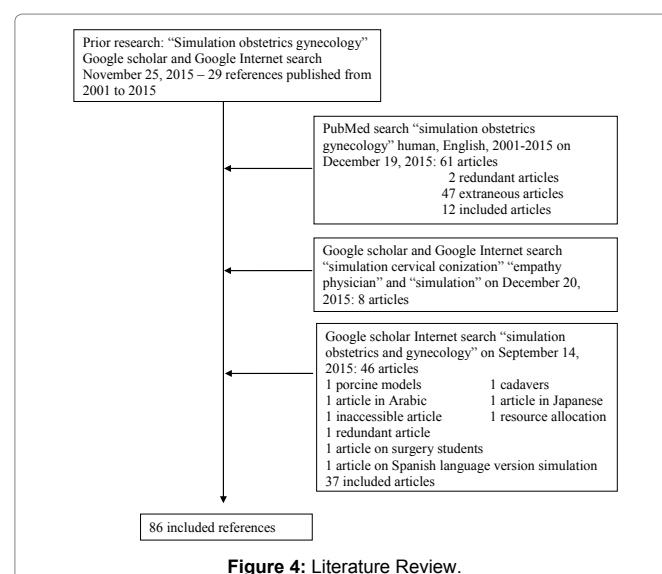 Prior research: “Simulation obstetrics gynecology”
Google scholar and Google Internet search
November 25, 2015 – 29 references published from
2001 to 2015
PubMed search “simulation obstetrics
gynecology” human, English, 2001-2015 on
December 19, 2015: 61 articles
2 redundant articles
47 extraneous articles
12 included articles
Google scholar and Google Internet search
“simulation cervical conization” “empathy
physician” and “simulation” on December 20,
2015: 8 articles
Google scholar Internet search “simulation
obstetrics and gynecology” on September 14,
2015: 46 articles
1 porcine models 1 cadavers
1 article in Arabic 1 article in Japanese
1 inaccessible article 1 resource allocation
1 redundant article
1 article on surgery students
1 article on Spanish language version simulation
37 included articles
86 included references
Figure 4: Literature Review.